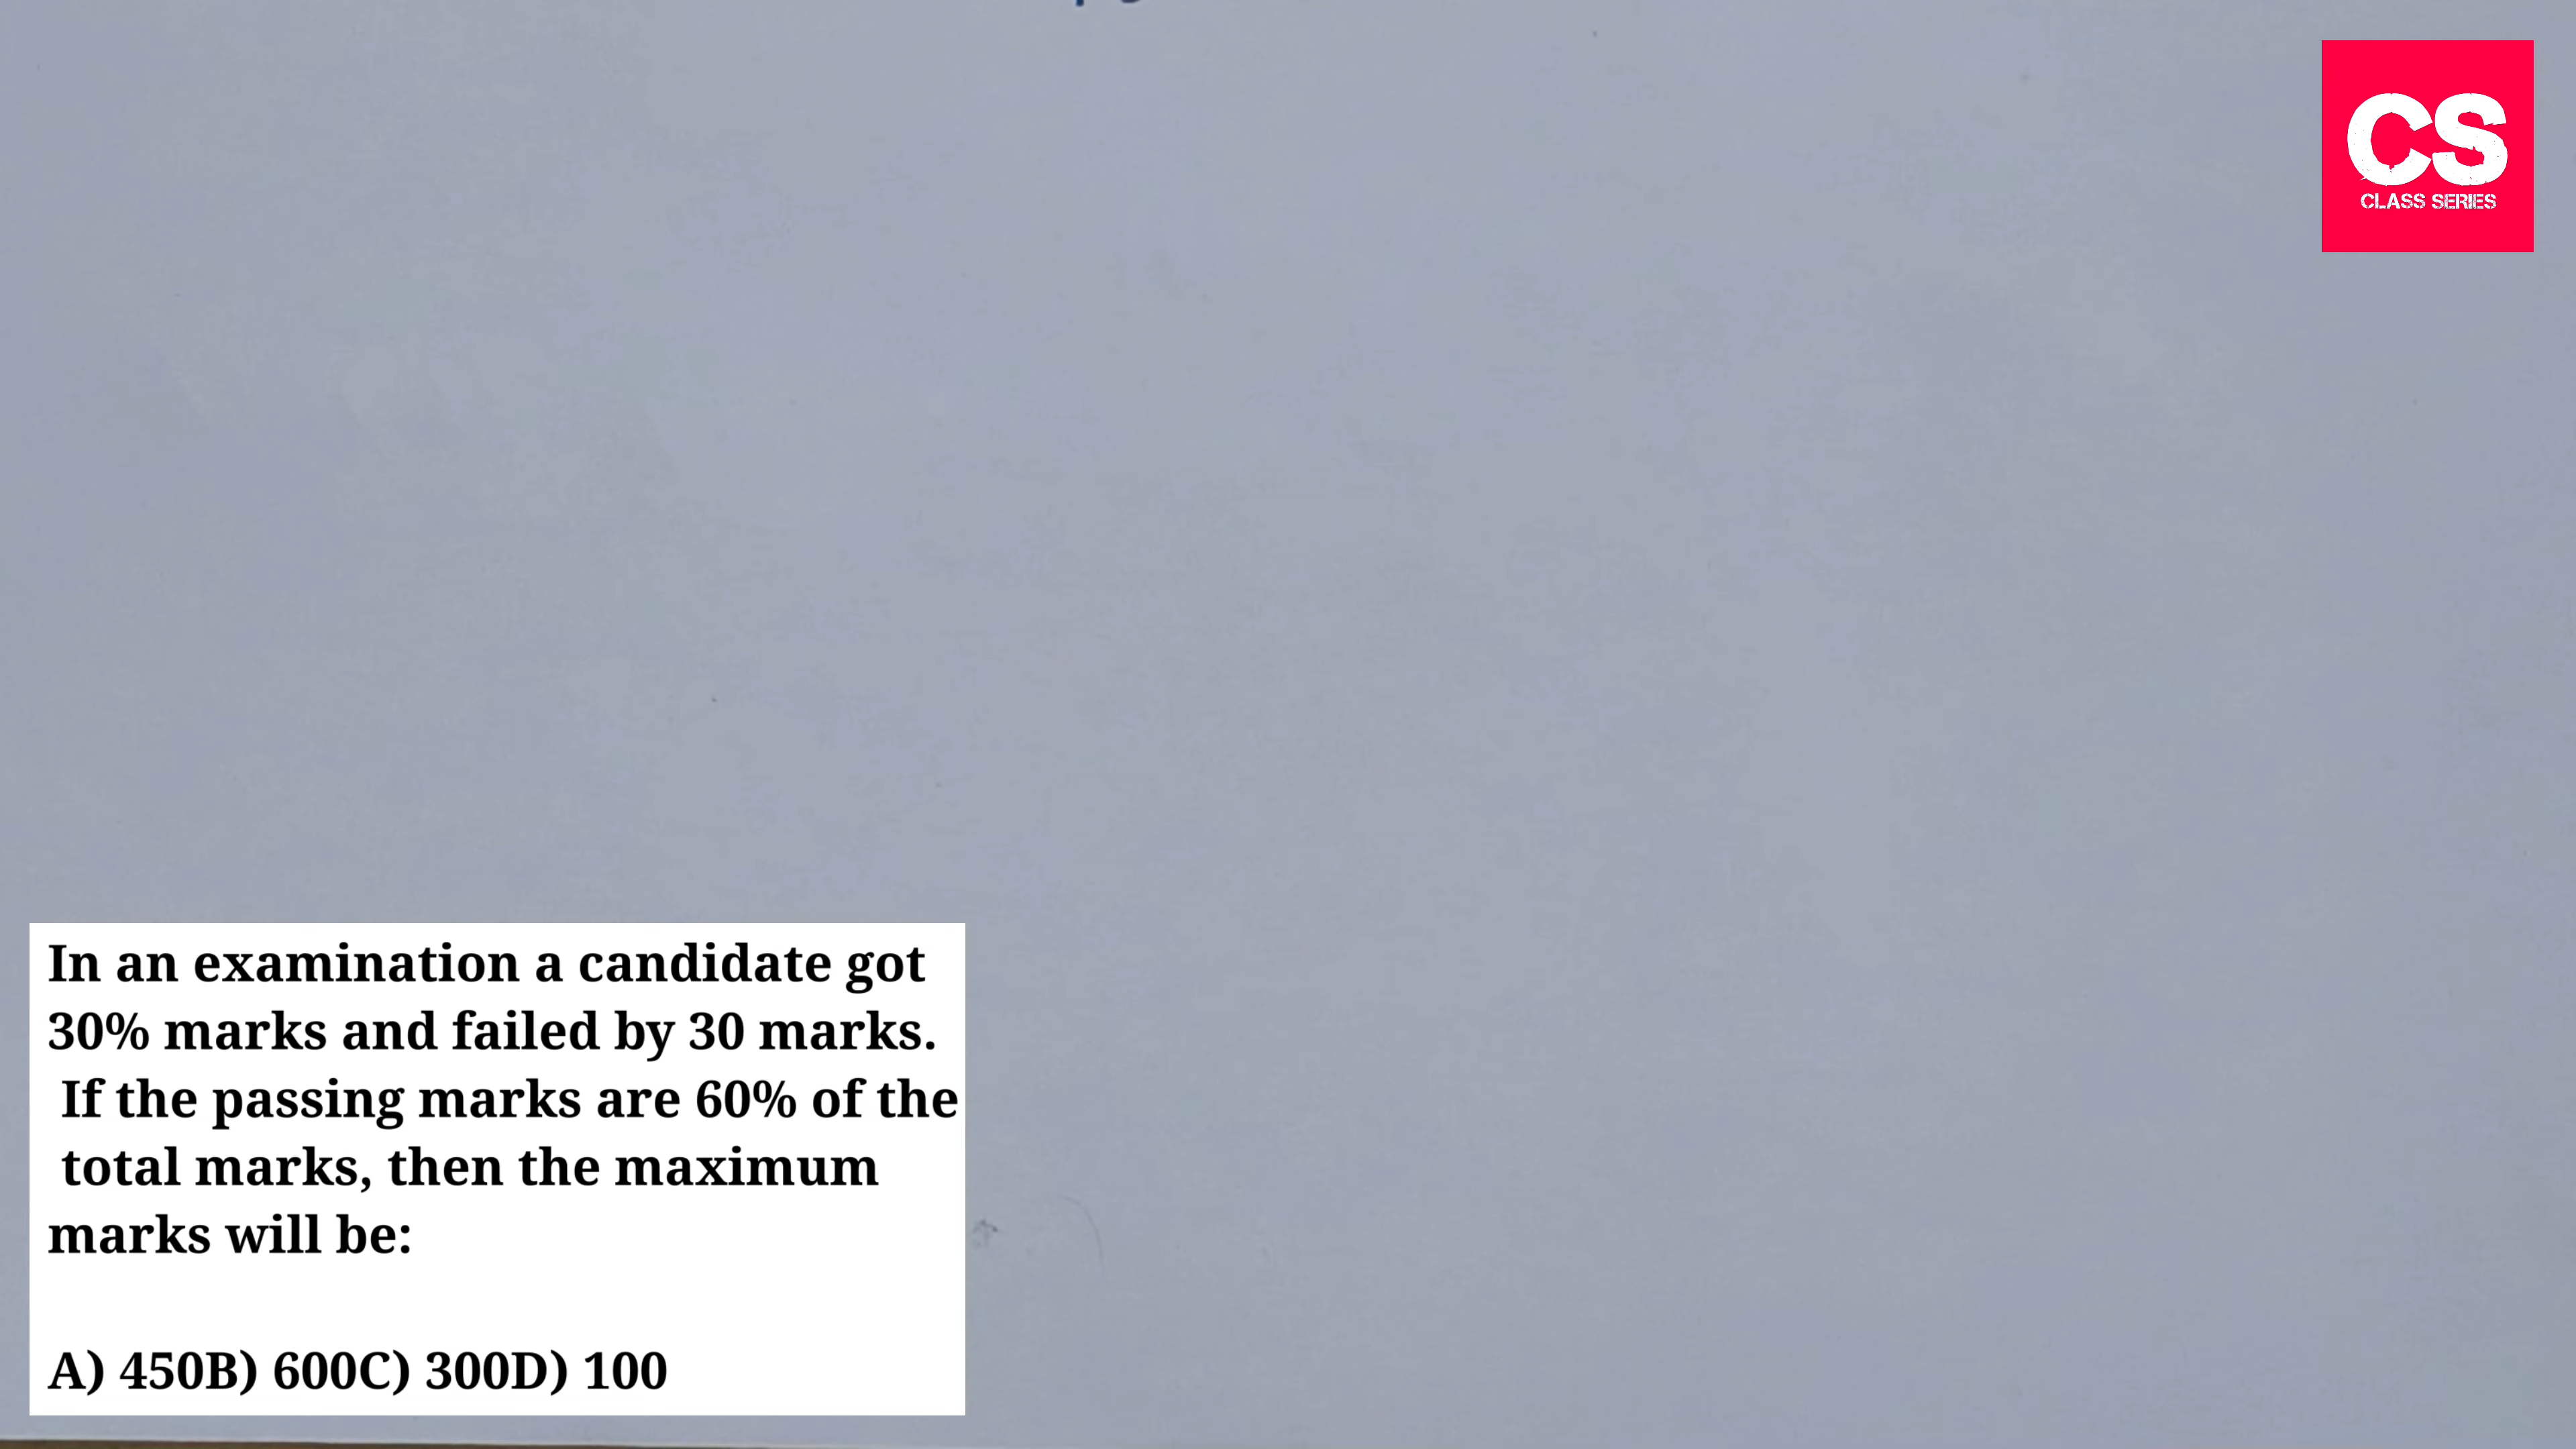 CS
CLASS SERIES
In an examination a candidate got
30% marks and failed by 30 marks.
If the passing marks are 60% of the
total marks, then the maximum
marks will be:
A) 450B) 600C) 300D) 100